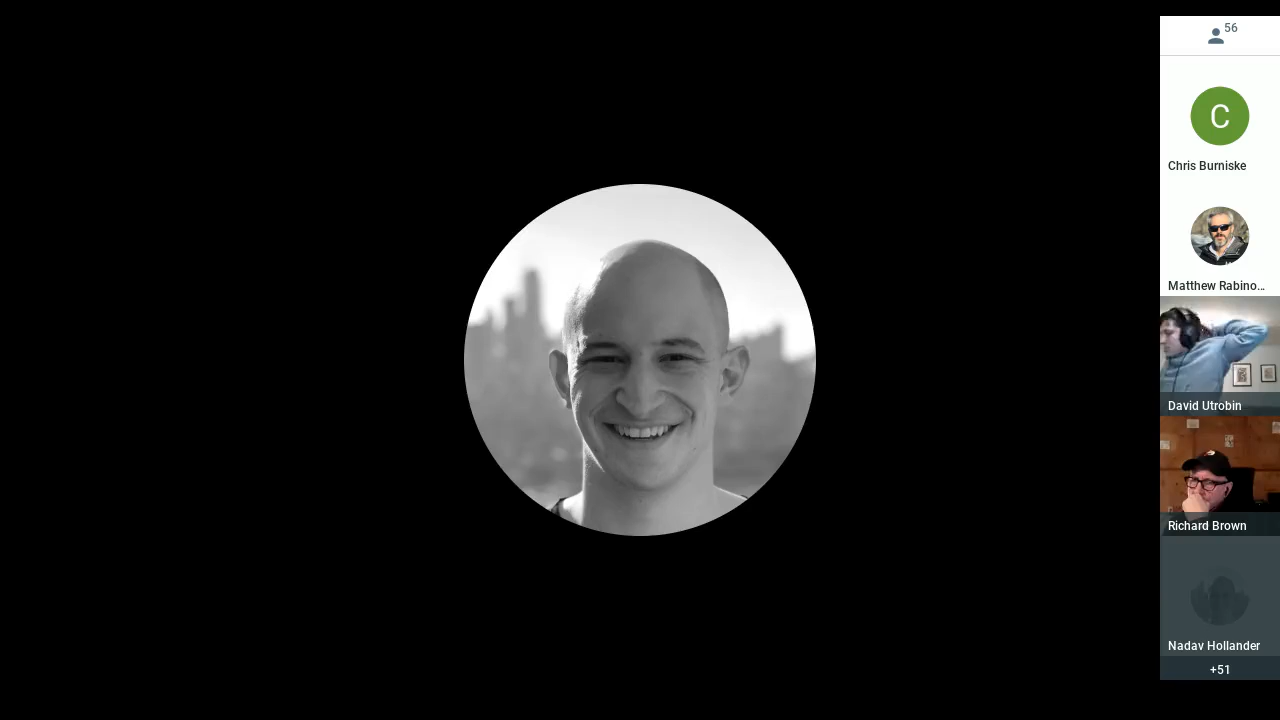 56
C
Chris Burniske
Matthew Rabino...
David Utrobin
Richard Brown
Nadav Hollander
+51